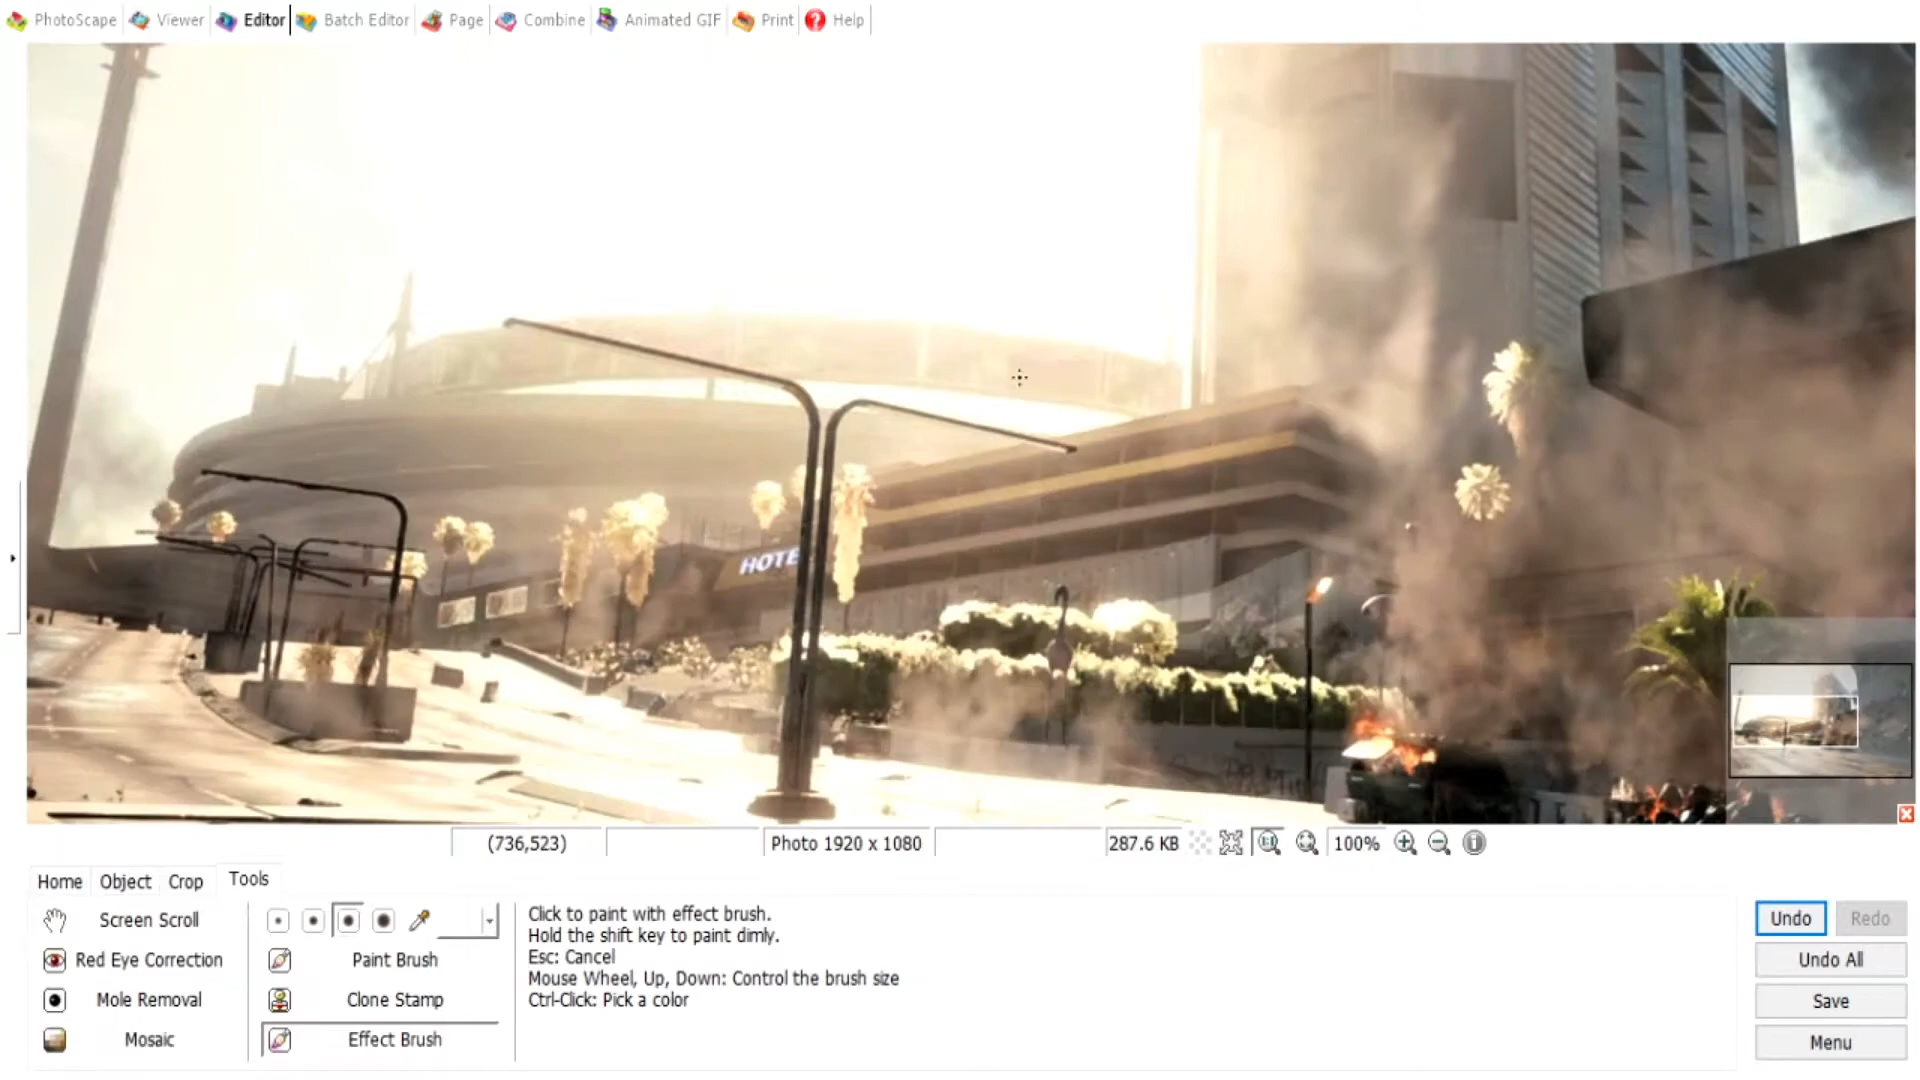 PhotoScape Viewer Editor Batch Editor Page Combine Animated GIF Print Help
HOTE
(736,523) Photo 1920 x 1080 287.6 KB 100%
Home Object Crop Tools
Screen Scroll
Red Eye Correction Paint Brush
Mole Removal Clone Stamp
Mosaic Effect Brush
Click to paint with effect brush.
Hold the shift key to paint dimly.
Esc: Cancel
Mouse Wheel, Up, Down: Control the brush size
Ctrl-Click: Pick a color
Undo Redo
Undo All
Save
Menu